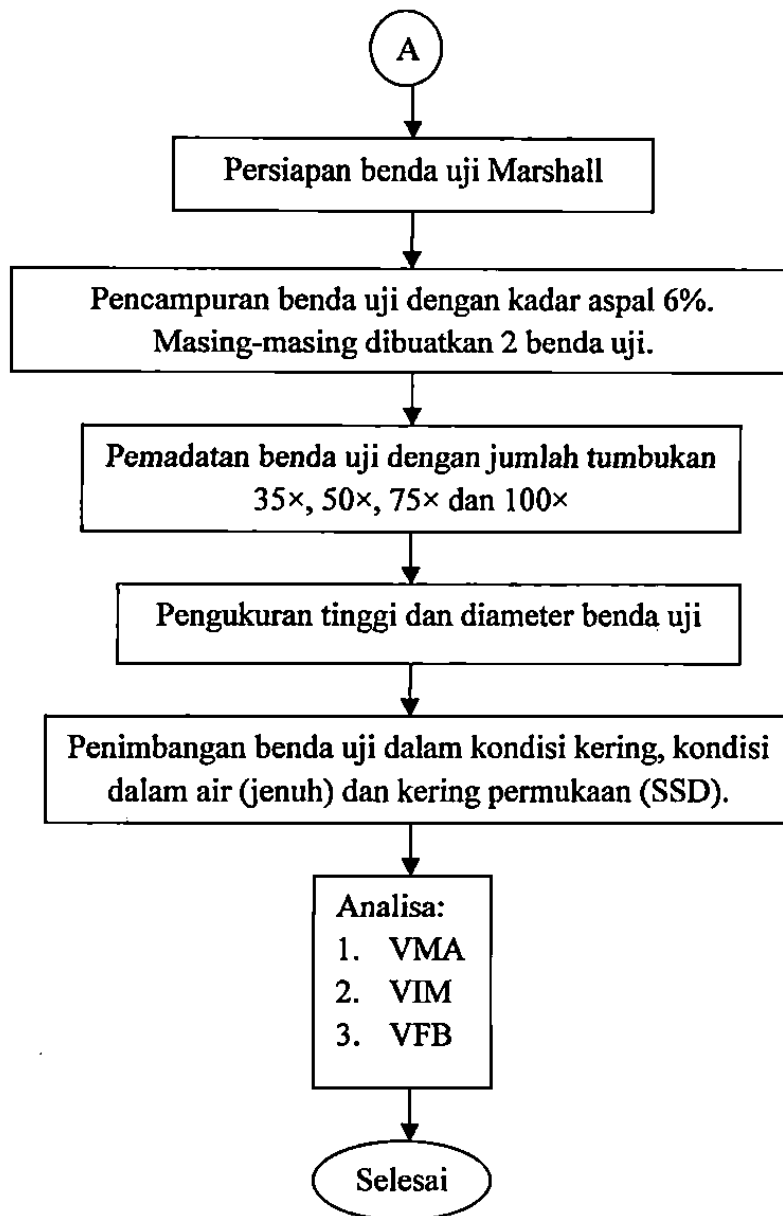 A
Persiapan benda uji Marshall
Pencampuran benda uji dengan kadar aspal 6%.
Masing-masing dibuatkan 2 benda uji.
Pemadatan benda uji dengan jumlah tumbukan
35×, 50×, 75× dan 100×
Pengukuran tinggi dan diameter benda uji
Penimbangan benda uji dalam kondisi kering, kondisi
dalam air (jenuh) dan kering permukaan (SSD).
Analisa:
1. VMA
2. VIM
3. VFB
Selesai